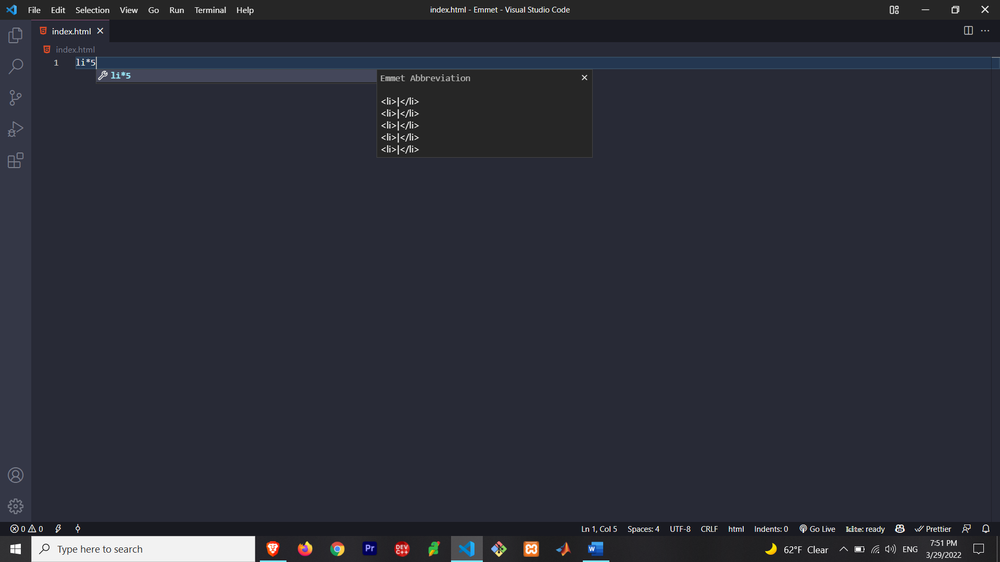 File Edit Selection View Go Run Terminal Help
index.html - Emmet - Visual Studio Code
index.html
index.html
1 li*5
li*5
Emmet Abbreviation
<li>|</li>
<li>|</li>
<li>|</li>
<li>|</li>
<li>|</li>
0 0
Ln 1, Col 5 Spaces: 4 UTF-8 CRLF html Indents: 0 Go Live kite: ready Prettier
Type here to search
Pr
DEV
C++
W
62°F Clear
ENG
7:51 PM
3/29/2022